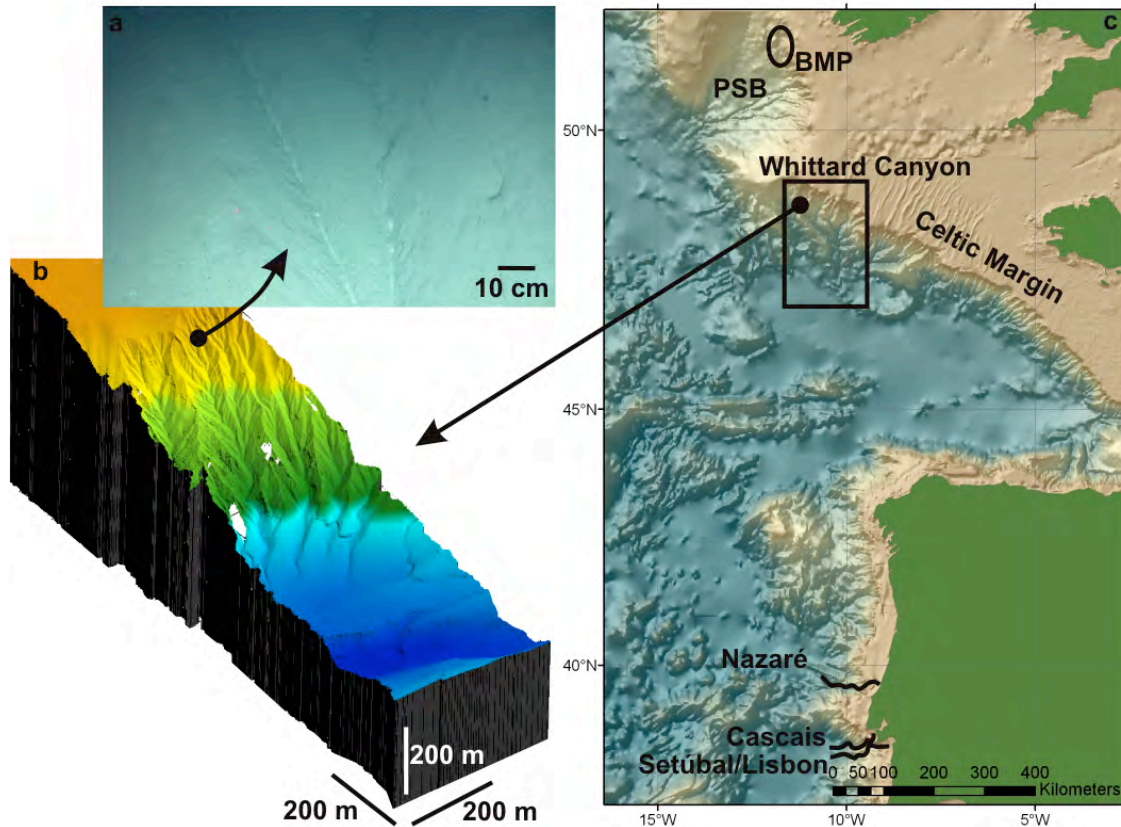 a
10 cm
b
200 m
200 m
200 m
c
BMP
PSB
50°N
Whittard Canyon
Celtic Margin
45°N
40°N
Nazaré
Cascais
Setúbal/Lisbon
0 50 100 200 300 400
Kilometers
15°W
10°W
5°W